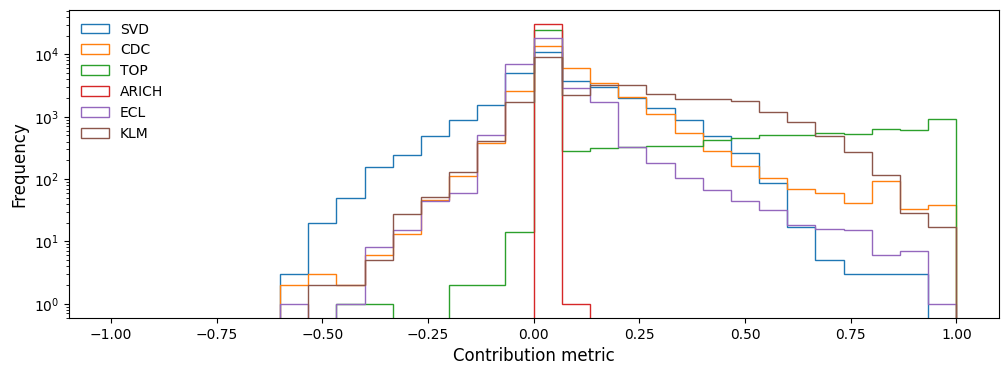 SVD
CDC
TOP
ARICH
ECL
KLM
Frequency
10⁴
10³
10²
10¹
10⁰
−1.00 −0.75 −0.50 −0.25 0.00 0.25 0.50 0.75 1.00
Contribution metric